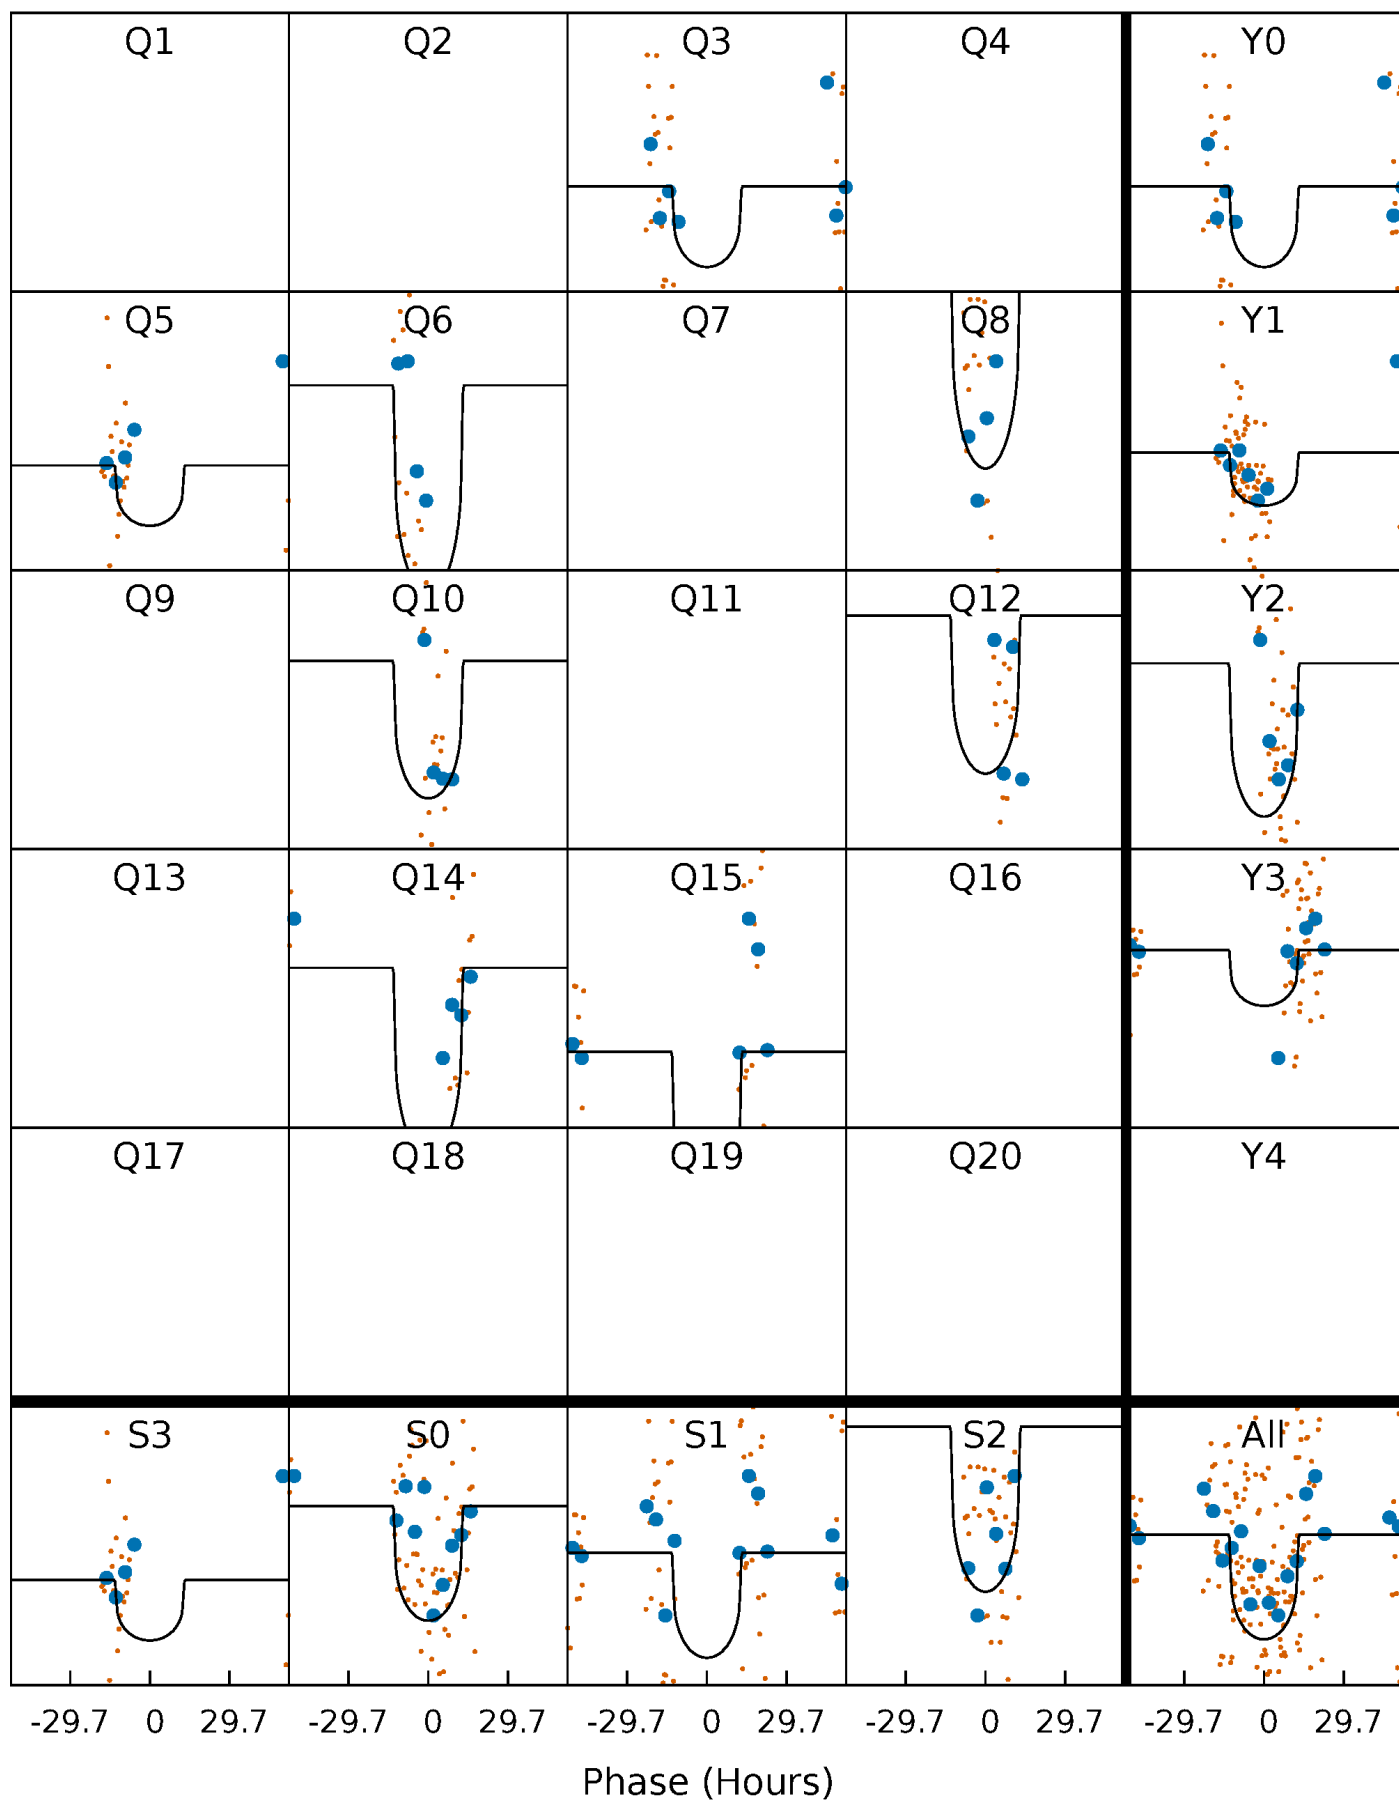 Q1 Q2 Q3 Q4 Y0
Q5 Q6 Q7 Q8 Y1
Q9 Q10 Q11 Q12 Y2
Q13 Q14 Q15 Q16 Y3
Q17 Q18 Q19 Q20 Y4
S3 S0 S1 S2 All
-29.7 0 29.7 -29.7 0 29.7 -29.7 0 29.7 -29.7 0 29.7 -29.7 0 29.7
Phase (Hours)